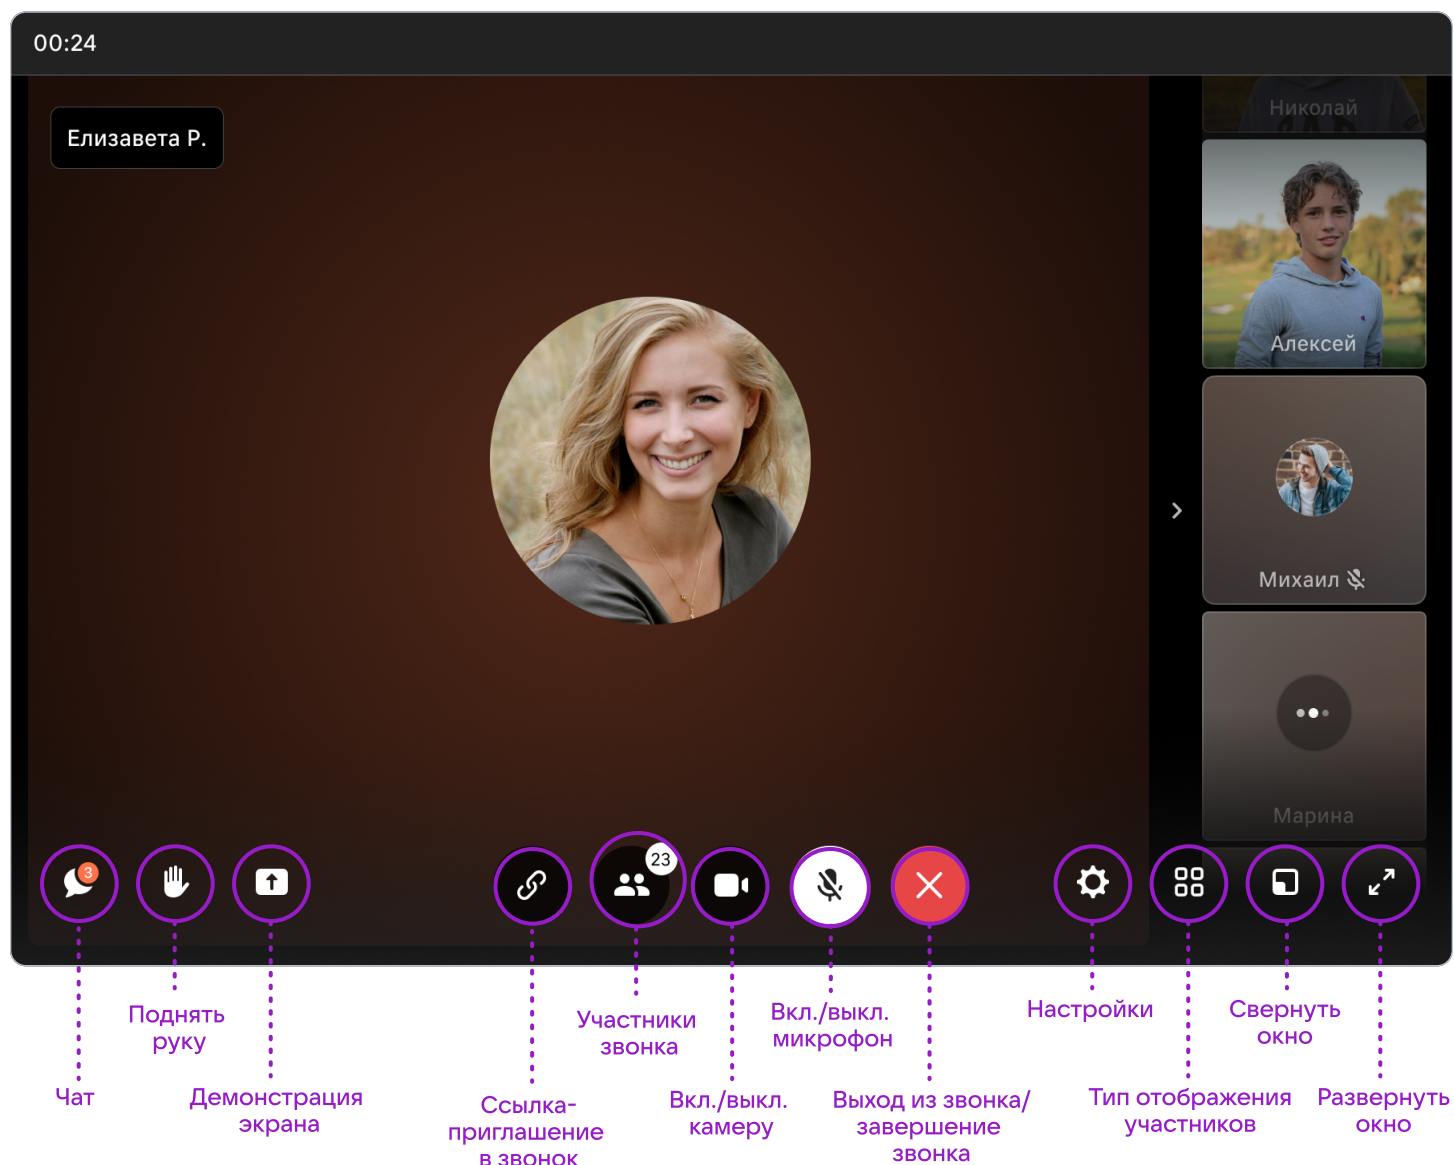 00:24
Елизавета Р.
Николай
Алексей
Михаил
Марина
3
23
Поднять
руку
Участники
звонка
Вкл./выкл.
микрофон
Настройки
Свернуть
окно
Чат
Демонстрация
экрана
Ссылка-
приглашение
в звонок
Вкл./выкл.
камеру
Выход из звонка/
завершение
звонка
Тип отображения
участников
Развернуть
окно